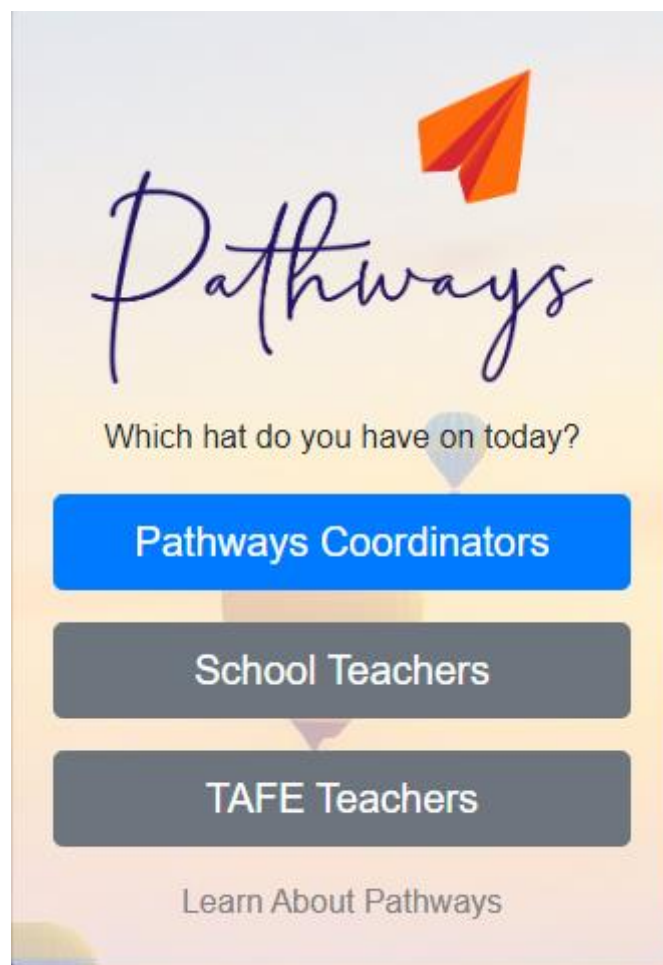 Pathways
Which hat do you have on today?
Pathways Coordinators
School Teachers
TAFE Teachers
Learn About Pathways